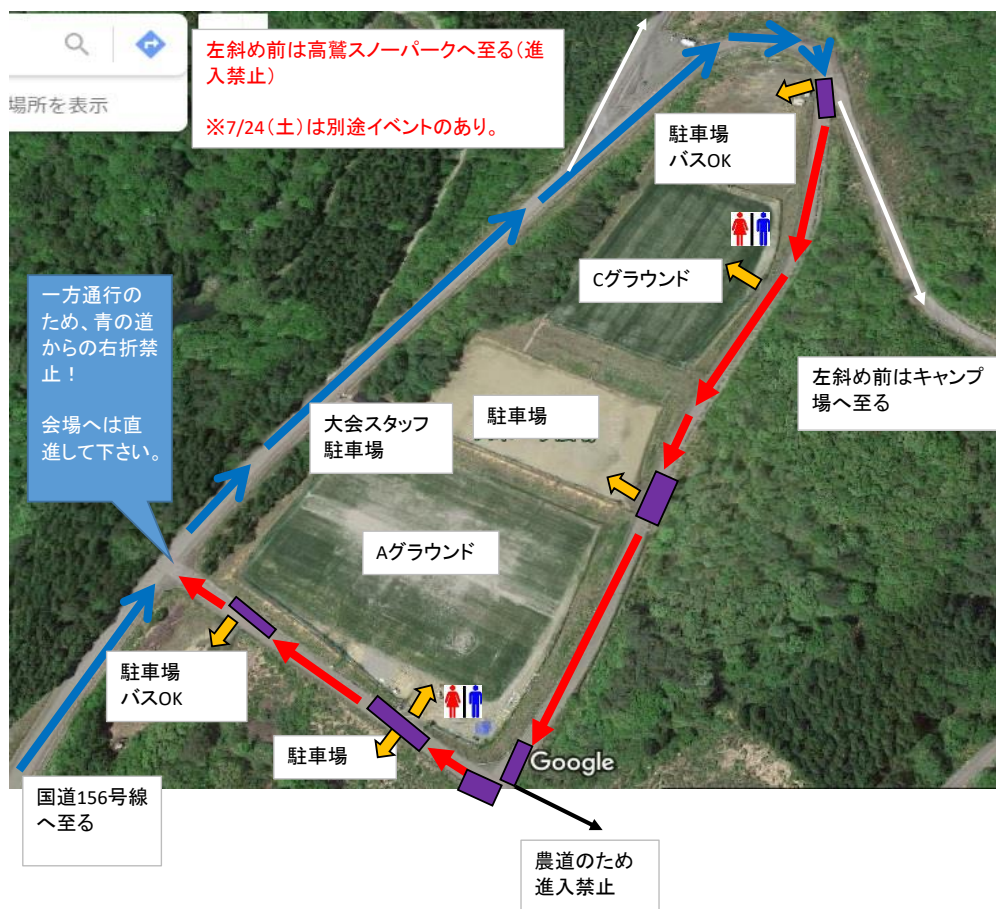 場所を表示
左斜め前は高鷲スノーパークへ至る(進
入禁止)
※7/24(土)は別途イベントのあり。
駐車場
バスOK
Cグラウンド
一方通行の
ため、青の道
からの右折禁
止！
会場へは直
進して下さい。
左斜め前はキャンプ
場へ至る
大会スタッフ
駐車場
駐車場
Aグラウンド
駐車場
バスOK
駐車場
Google
国道156号線
へ至る
農道のため
進入禁止